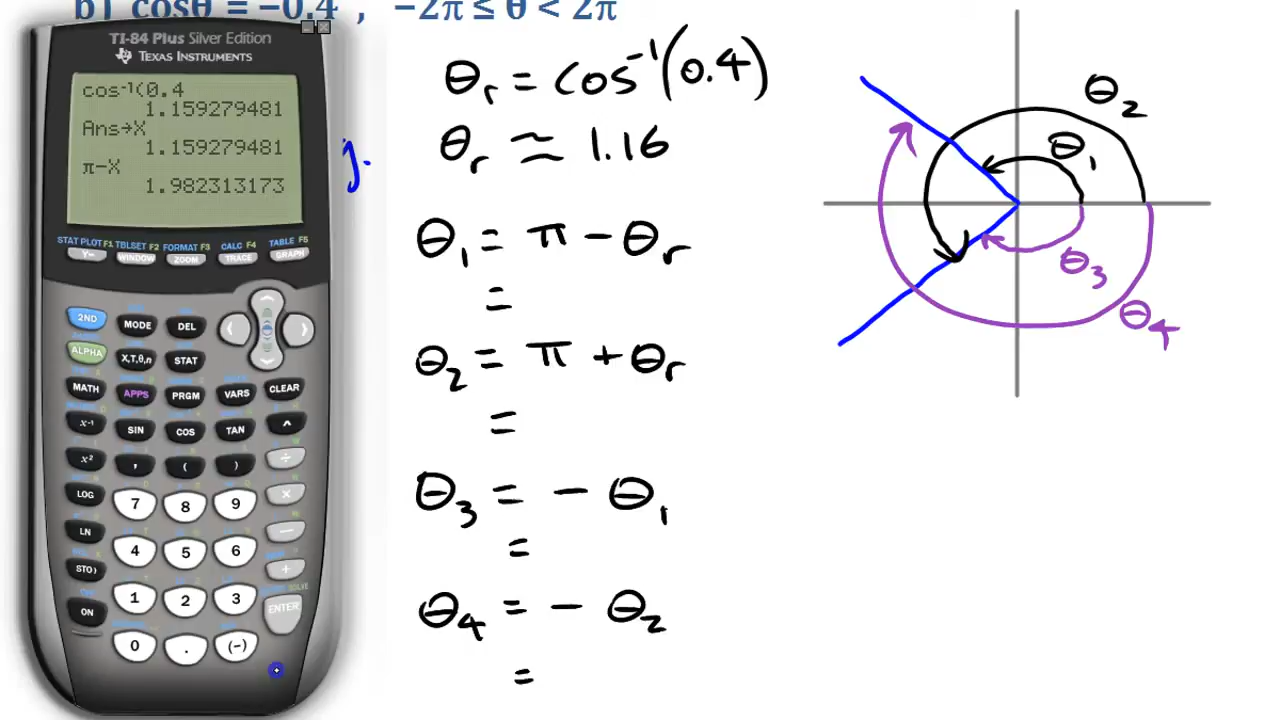 b) cosθ = −0.4 , −2π ≤ θ < 2π
TI-84 Plus Silver Edition
TEXAS INSTRUMENTS
cos⁻¹(0.4
1.159279481
Ans→X
1.159279481
π-X
1.982313173
STAT PLOT F1 TBLSET F2 FORMAT F3 CALC F4 TABLE F5
Y= WINDOW ZOOM TRACE GRAPH
2ND MODE DEL
ALPHA X,T,θ,n STAT
MATH APPS PRGM VARS CLEAR
x⁻¹ SIN COS TAN ^
x² , ( ) ÷
LOG 7 8 9 ×
LN 4 5 6 −
STO⟩ 1 2 3 +
ON 0 . (-) ENTER
y.
θr = cos⁻¹(0.4)
θr ≈ 1.16
θ₁ = π − θr
=
θ₂ = π + θr
=
θ₃ = − θ₁
=
θ₄ = − θ₂
=
θ₂
θ₁
θ₃
θ₄